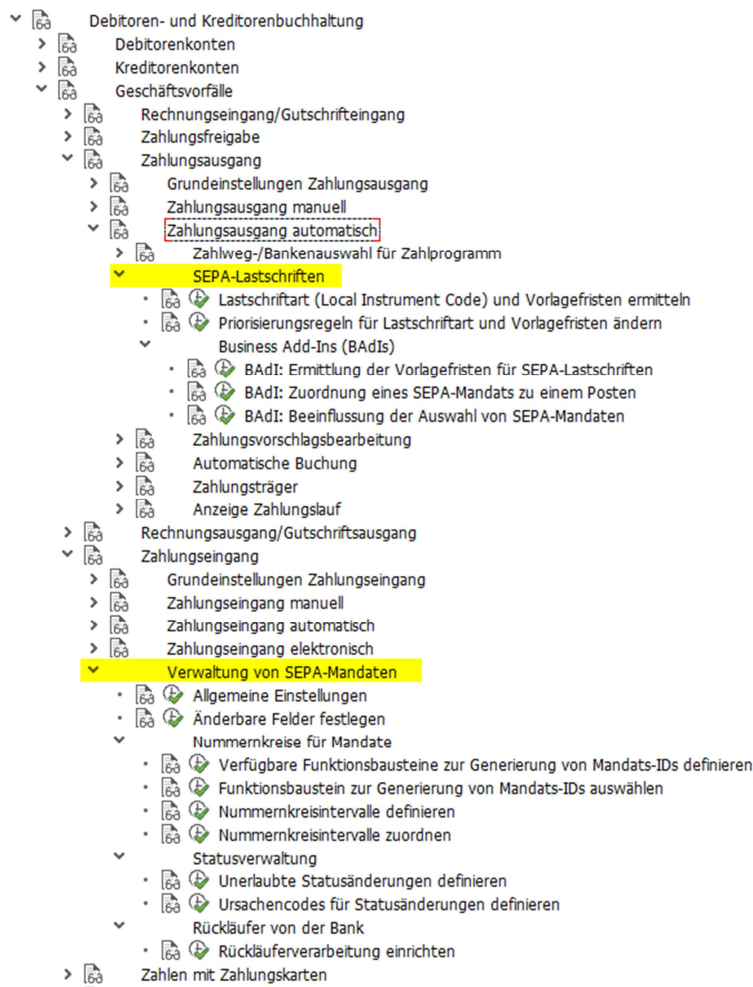 Debitoren- und Kreditorenbuchhaltung
Debitorenkonten
Kreditorenkonten
Geschäftsvorfälle
Rechnungseingang/Gutschrifteingang
Zahlungsfreigabe
Zahlungsausgang
Grundeinstellungen Zahlungsausgang
Zahlungsausgang manuell
Zahlungsausgang automatisch
Zahlweg-/Bankenauswahl für Zahlprogramm
SEPA-Lastschriften
Lastschriftart (Local Instrument Code) und Vorlagefristen ermitteln
Priorisierungsregeln für Lastschriftart und Vorlagefristen ändern
Business Add-Ins (BAdIs)
BAdI: Ermittlung der Vorlagefristen für SEPA-Lastschriften
BAdI: Zuordnung eines SEPA-Mandats zu einem Posten
BAdI: Beeinflussung der Auswahl von SEPA-Mandaten
Zahlungsvorschlagsbearbeitung
Automatische Buchung
Zahlungsträger
Anzeige Zahlungslauf
Rechnungsausgang/Gutschriftsausgang
Zahlungseingang
Grundeinstellungen Zahlungseingang
Zahlungseingang manuell
Zahlungseingang automatisch
Zahlungseingang elektronisch
Verwaltung von SEPA-Mandaten
Allgemeine Einstellungen
Änderbare Felder festlegen
Nummernkreise für Mandate
Verfügbare Funktionsbausteine zur Generierung von Mandats-IDs definieren
Funktionsbaustein zur Generierung von Mandats-IDs auswählen
Nummernkreisintervalle definieren
Nummernkreisintervalle zuordnen
Statusverwaltung
Unerlaubte Statusänderungen definieren
Ursachencodes für Statusänderungen definieren
Rückläufer von der Bank
Rückläuferverarbeitung einrichten
Zahlen mit Zahlungskarten